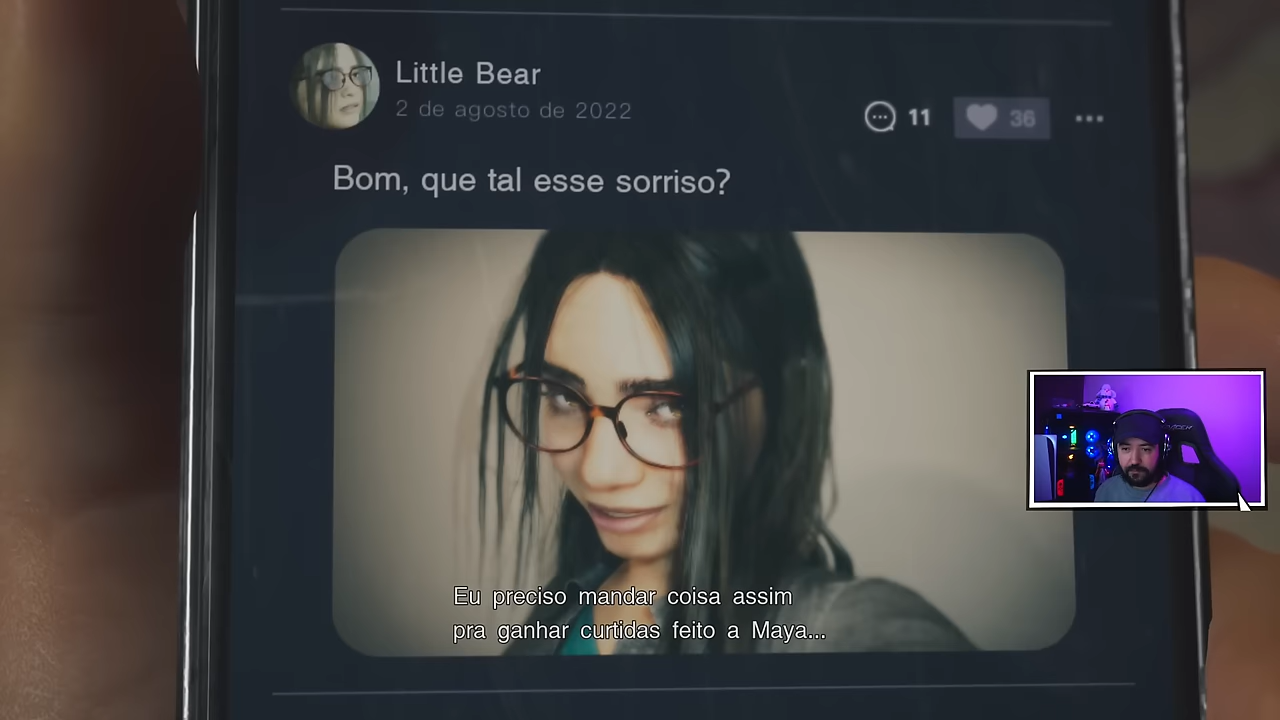 Little Bear
2 de agosto de 2022
11
36
Bom, que tal esse sorriso?
Eu preciso mandar coisa assim
pra ganhar curtidas feito a Maya...